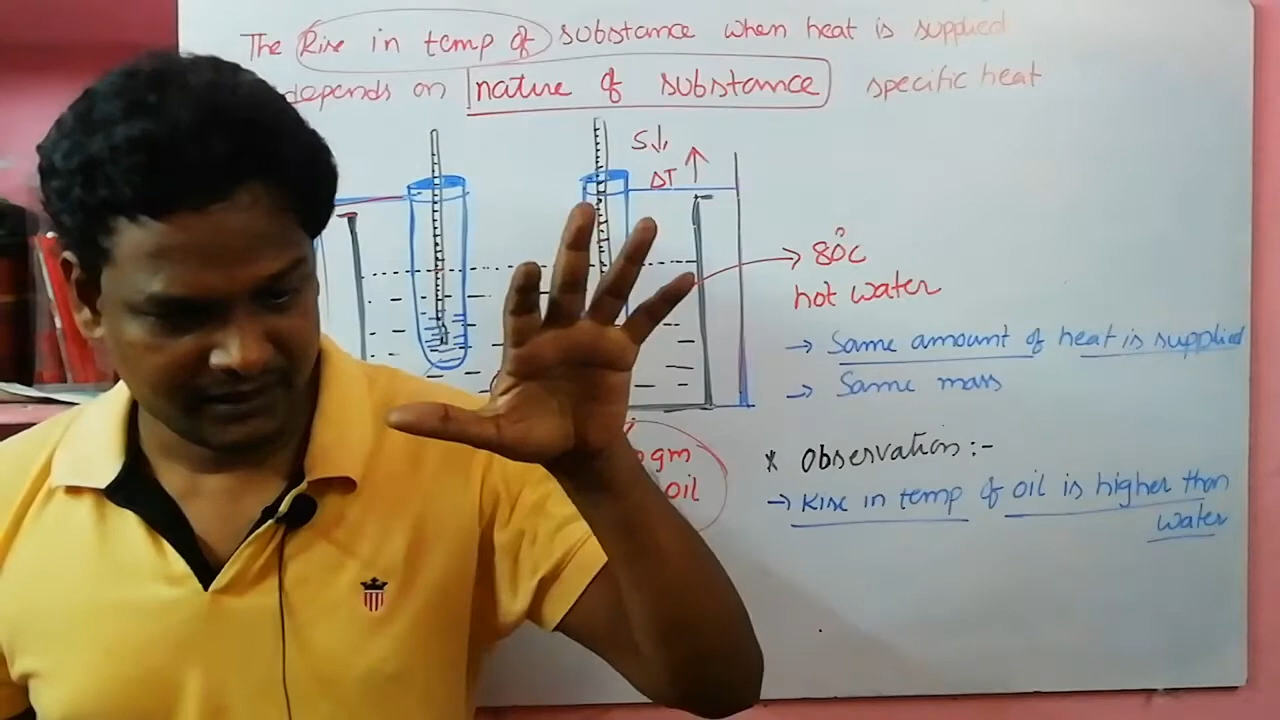 The Rise in temp of substance when heat is supplied
depends on nature of substance specific heat
S↓,
ΔT ↑
→ 80°C
hot water
→ Same amount of heat is supplied
→ Same mass
gm
oil
* Observation:-
→ Rise in temp of oil is higher than
water